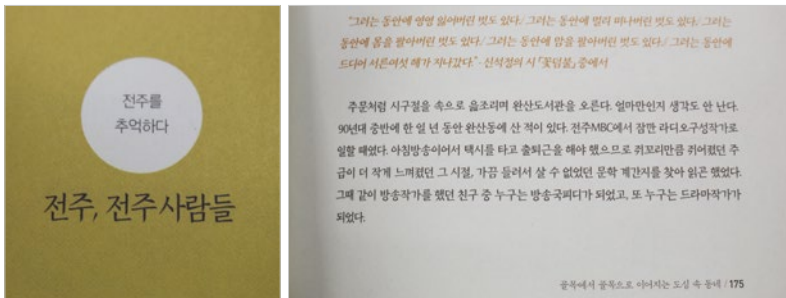 전주를
추억하다
전주, 전주사람들
"그러는 동안에 영영 잃어버린 벗도 있다./ 그러는 동안에 멀리 떠나버린 벗도 있다./ 그러는
동안에 몸을 팔아버린 벗도 있다./ 그러는 동안에 맘을 팔아버린 벗도 있다./ 그러는 동안에
드디어 서른여섯 해가 지나갔다." - 신석정의 시 「꽃덤불」 중에서
주문처럼 시구절을 속으로 읊조리며 완산도서관을 오른다. 얼마만인지 생각도 안 난다.
90년대 중반에 한 일 년 동안 완산동에 산 적이 있다. 전주MBC에서 잠깐 라디오구성작가로
일할 때였다. 아침방송이어서 택시를 타고 출퇴근을 해야 했으므로 쥐꼬리만큼 쥐어졌던 주
급이 더 작게 느껴졌던 그 시절, 가끔 들러서 살 수 없었던 문학 계간지를 찾아 읽곤 했었다.
그때 같이 방송작가를 했던 친구 중 누구는 방송국피디가 되었고, 또 누구는 드라마작가가
되었다.
골목에서 골목으로 이어지는 도심 속 동네 / 175